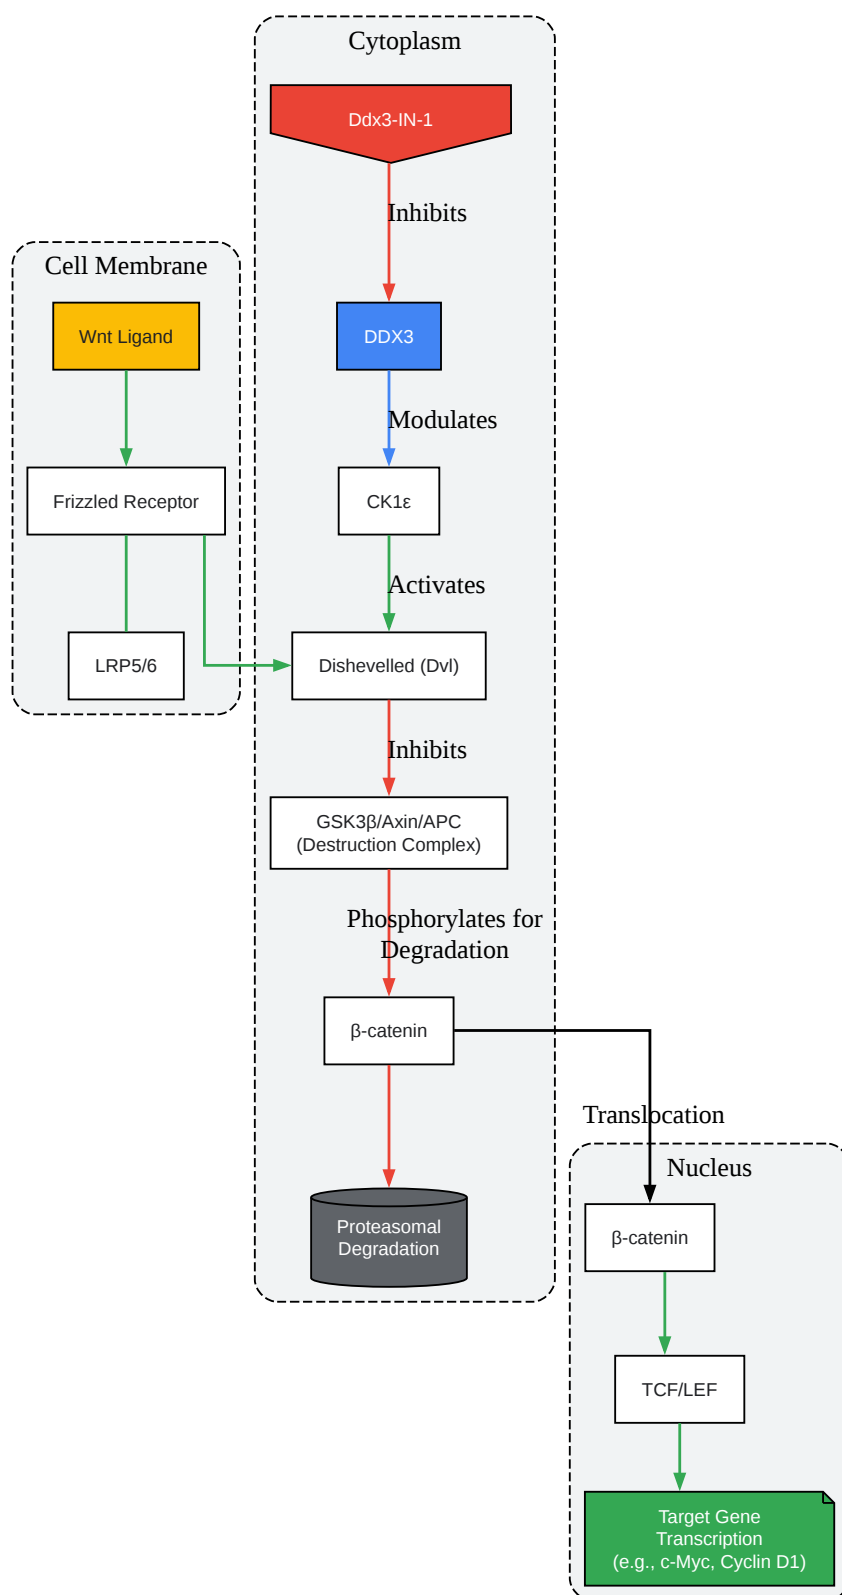 Cytoplasm
Ddx3-IN-1
Inhibits
Cell Membrane
Wnt Ligand
DDX3
Modulates
Frizzled Receptor
CK1ε
Activates
LRP5/6
Dishevelled (Dvl)
Inhibits
GSK3β/Axin/APC
(Destruction Complex)
Phosphorylates for
Degradation
β-catenin
Translocation
Nucleus
Proteasomal
Degradation
β-catenin
TCF/LEF
Target Gene
Transcription
(e.g., c-Myc, Cyclin D1)